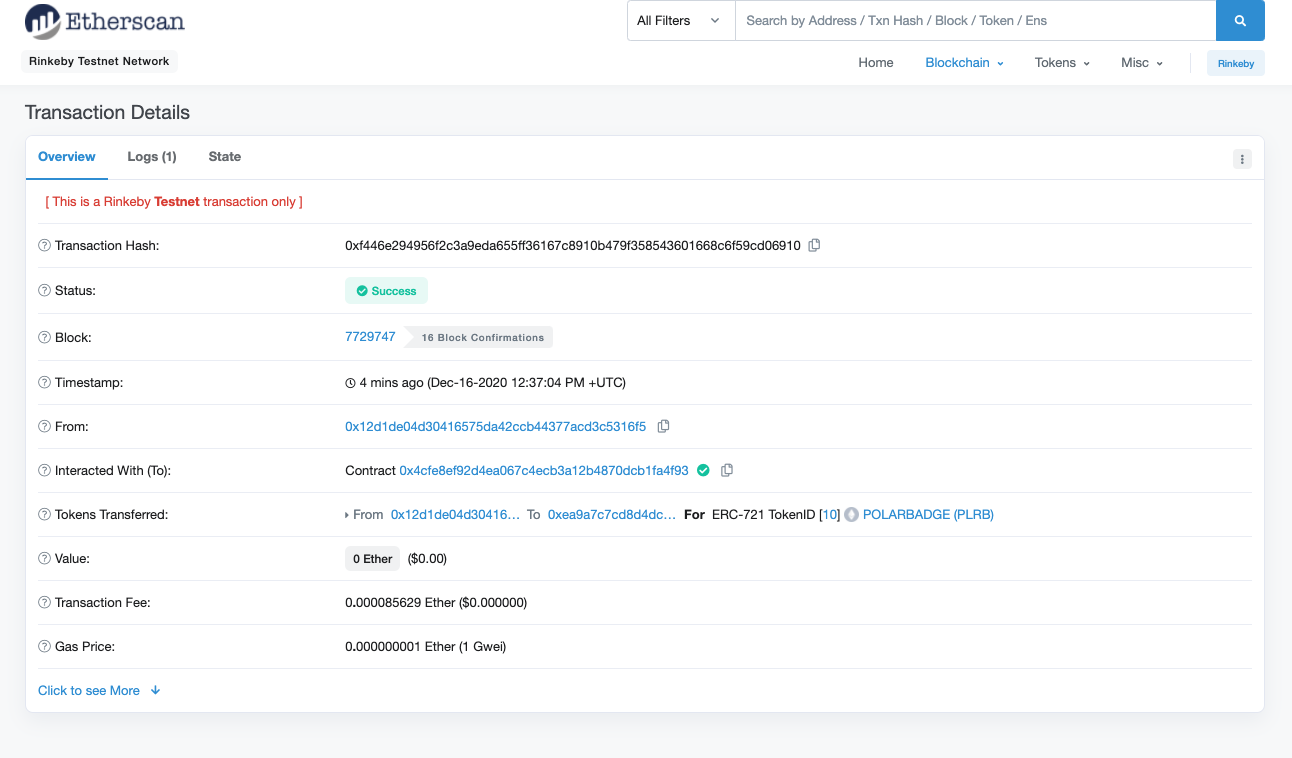 Etherscan
All Filters
Search by Address / Txn Hash / Block / Token / Ens
Rinkeby Testnet Network
Home Blockchain Tokens Misc Rinkeby
Transaction Details
Overview Logs (1) State
[ This is a Rinkeby Testnet transaction only ]
Transaction Hash: 0xf446e294956f2c3a9eda655ff36167c8910b479f358543601668c6f59cd06910
Status: Success
Block: 7729747 16 Block Confirmations
Timestamp: 4 mins ago (Dec-16-2020 12:37:04 PM +UTC)
From: 0x12d1de04d30416575da42ccb44377acd3c5316f5
Interacted With (To): Contract 0x4cfe8ef92d4ea067c4ecb3a12b4870dcb1fa4f93
Tokens Transferred: From 0x12d1de04d30416... To 0xea9a7c7cd8d4dc... For ERC-721 TokenID [10] POLARBADGE (PLRB)
Value: 0 Ether ($0.00)
Transaction Fee: 0.000085629 Ether ($0.000000)
Gas Price: 0.000000001 Ether (1 Gwei)
Click to see More